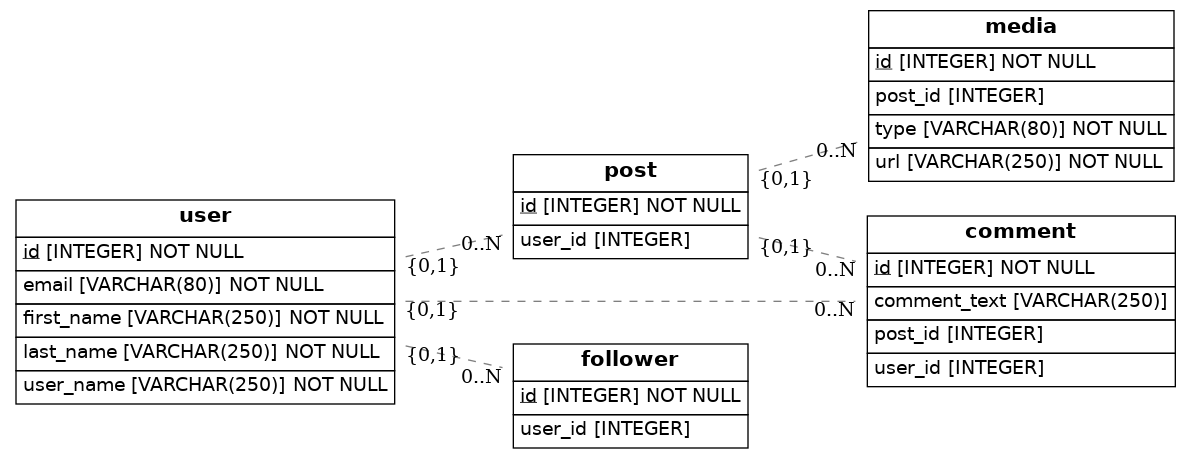 media
id [INTEGER] NOT NULL
post_id [INTEGER]
type [VARCHAR(80)] NOT NULL
url [VARCHAR(250)] NOT NULL
0..N
{0,1}
post
id [INTEGER] NOT NULL
user_id [INTEGER]
{0,1}
0..N
user
id [INTEGER] NOT NULL
email [VARCHAR(80)] NOT NULL
first_name [VARCHAR(250)] NOT NULL
last_name [VARCHAR(250)] NOT NULL
user_name [VARCHAR(250)] NOT NULL
0..N
{0,1}
{0,1}
0..N
{0,1}
0..N
comment
id [INTEGER] NOT NULL
comment_text [VARCHAR(250)]
post_id [INTEGER]
user_id [INTEGER]
follower
id [INTEGER] NOT NULL
user_id [INTEGER]